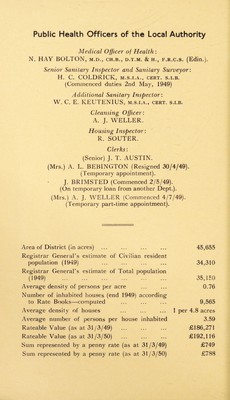 Public Health Officers of the Local Authority
Medical Officer of Health:
N. HAY BOLTON, M.D., CH.B., D.T.M. & H., F.R.C.S. (Edin.).
Senior Sanitary Inspector and Sanitary Surveyor:
H. C. COLDRICK, M.S.I.A., CERT. S.I.B.
(Commenced duties 2nd May, 1949)
Additional Sanitary Inspector:
W. C. E. KEUTENIUS, M.S.I.A., CERT. S.I.B.
Cleansing Officer:
A. J. WELLER.
Housing Inspector:
R. SOUTER.
Clerks:
(Senior) J. T. AUSTIN.
(Mrs.) A. L. BEBINGTON (Resigned 30/4/49).
(Temporary appointment).
J. BRIMSTED (Commenced 2/5/49).
(On temporary loan from another Dept.).
(Mrs.) A. J. WELLER (Commenced 4/7/49).
(Temporary part-time appointment).
Area of District (in acres) ... ... ... ... 45,655
Registrar General's estimate of Civilian resident
population (1949) ... ... ... ... 34,310
Registrar General's estimate of Total population
(1949) ... ... ... ... ... 35,150
Average density of persons per acre ... ... 0.76
Number of inhabited houses (end 1949) according
to Rate Books—computed ... ... ... 9,565
Average density of houses ... ... ... 1 per 4.8 acres
Average number of persons per house inhabited 3.59
Rateable Value (as at 31/3/49) ... ... £186,271
Rateable Value (as at 31/3/50) ... ... £192,116
Sum represented by a penny rate (as at 31/3/49) £749
Sum represented by a penny rate (as at 31/3/50) £788